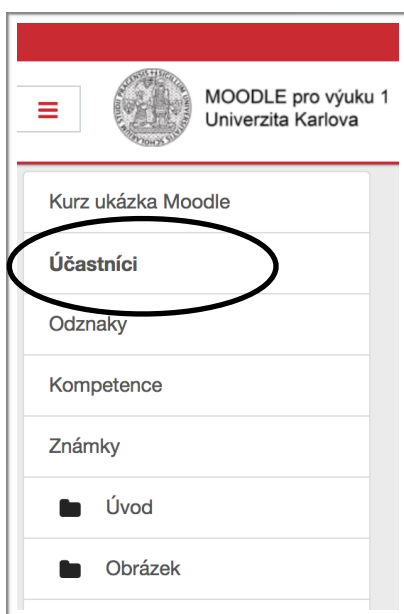 MOODLE pro výuku 1
Univerzita Karlova
Kurz ukázka Moodle
Účastníci
Odznaky
Kompetence
Známky
Úvod
Obrázek